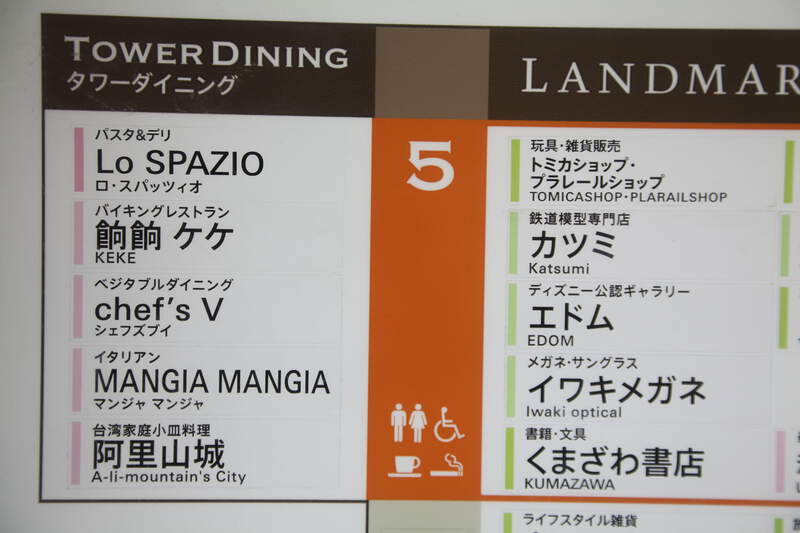 TOWER DINING
タワーダイニング
パスタ&デリ
Lo SPAZIO
ロ・スパッツィオ
バイキングレストラン
餉餉 ケケ
KEKE
ベジタブルダイニング
chef's V
シェフズブイ
イタリアン
MANGIA MANGIA
マンジャ マンジャ
台湾家庭小皿料理
阿里山城
A-li-mountain's City
5
LANDMAR
玩具・雑貨販売
トミカショップ・
プラレールショップ
TOMICASHOP・PLARAILSHOP
鉄道模型専門店
カツミ
Katsumi
ディズニー公認ギャラリー
エドム
EDOM
メガネ・サングラス
イワキメガネ
Iwaki optical
書籍・文具
くまざわ書店
KUMAZAWA
ライフスタイル雑貨